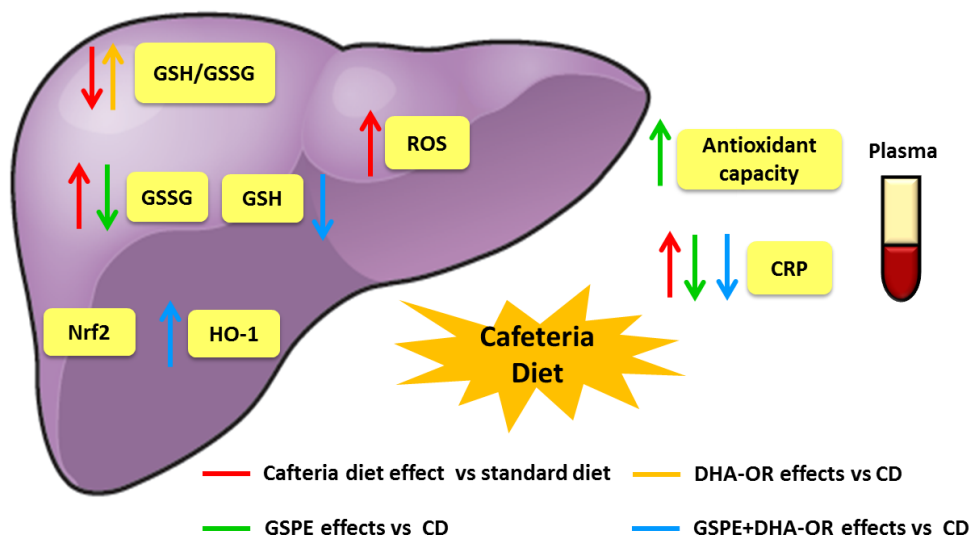 GSH/GSSG
ROS
Antioxidant
capacity
Plasma
GSSG
GSH
CRP
Nrf2
HO-1
Cafeteria
Diet
Cafteria diet effect vs standard diet
DHA-OR effects vs CD
GSPE effects vs CD
GSPE+DHA-OR effects vs CD